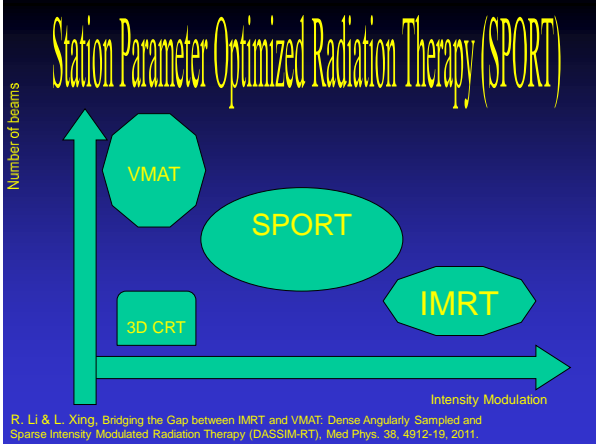 Station Parameter Optimized Radiation Therapy (SPORT)
Number of beams
VMAT
SPORT
IMRT
3D CRT
Intensity Modulation
R. Li & L. Xing, Bridging the Gap between IMRT and VMAT: Dense Angularly Sampled and
Sparse Intensity Modulated Radiation Therapy (DASSIM-RT), Med Phys. 38, 4912-19, 2011.